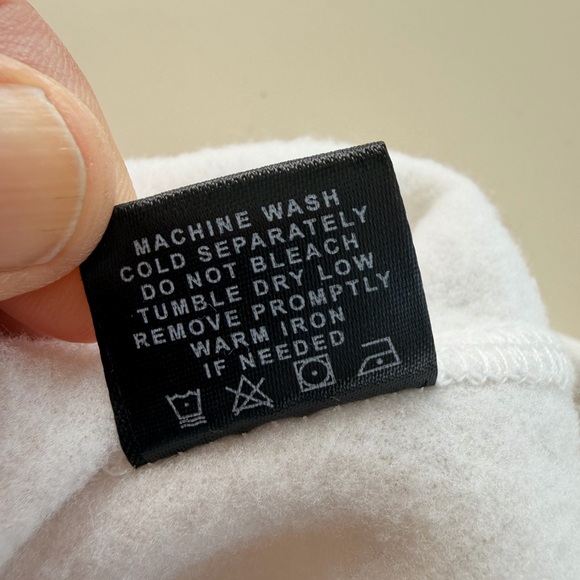 MACHINE WASH
COLD SEPARATELY
DO NOT BLEACH
TUMBLE DRY LOW
REMOVE PROMPTLY
WARM IRON
IF NEEDED